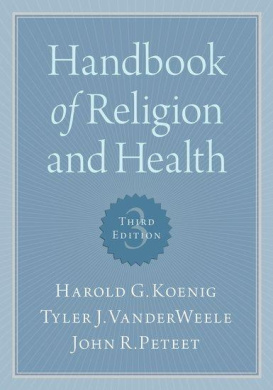 Handbook
of Religion
and Health
3
THIRD
EDITION
HAROLD G. KOENIG
TYLER J. VANDERWEELE
JOHN R. PETEET